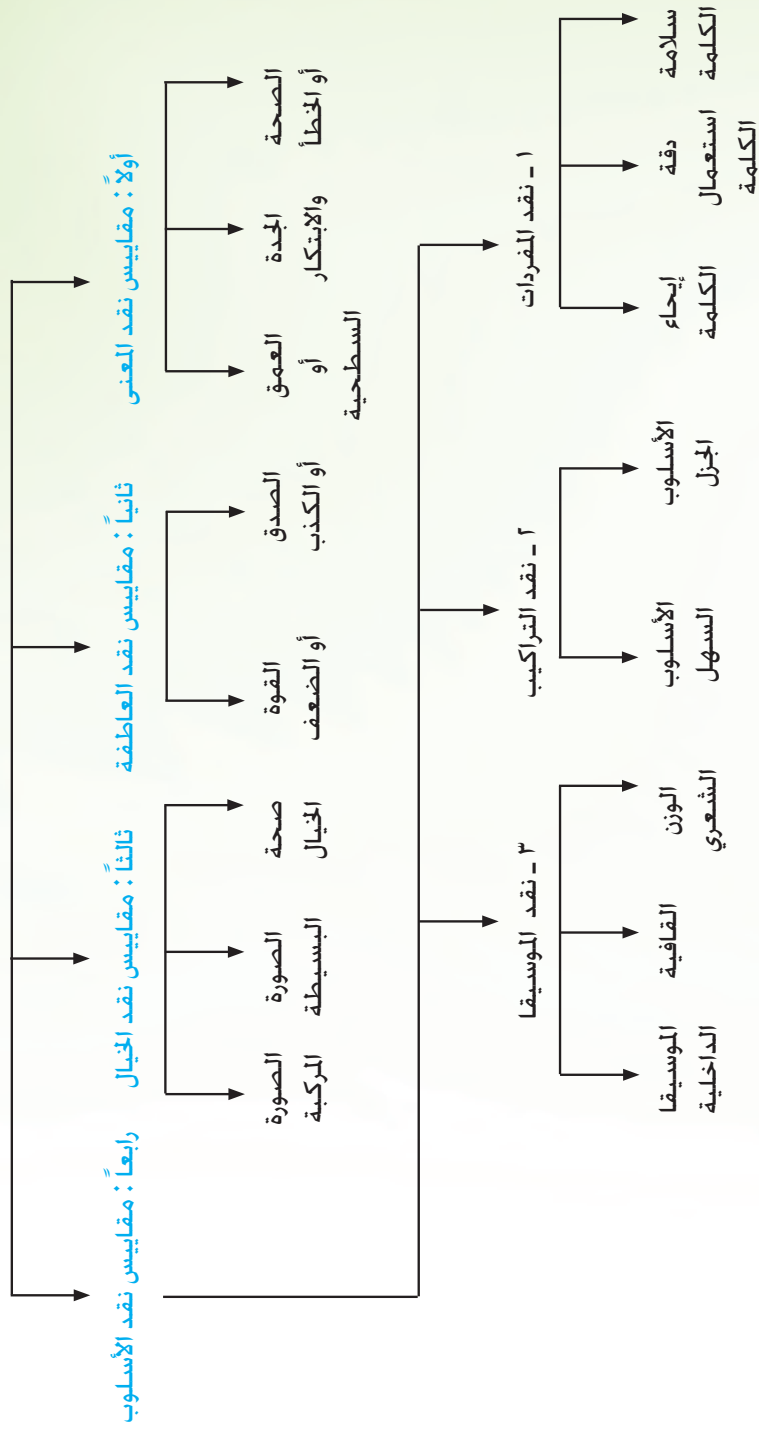 أولاً : مقاييس نقد المعنى
الصحة
أو الخطأ
الجدة
والابتكار
العمق
أو
السطحية
ثانياً : مقاييس نقد العاطفة
الصدق
أو الكذب
القوة
أو الضعف
ثالثاً : مقاييس نقد الخيال
صحة
الخيال
الصورة
البسيطة
الصورة
المركبة
رابعاً : مقاييس نقد الأسلوب
١ ـ نقد المفردات
سلامة
الكلمة
دقة
استعمال
الكلمة
إيحاء
الكلمة
٢ ـ نقد التراكيب
الأسلوب
الجزل
الأسلوب
السهل
٣ ـ نقد الموسيقا
الوزن
الشعري
القافية
الموسيقا
الداخلية